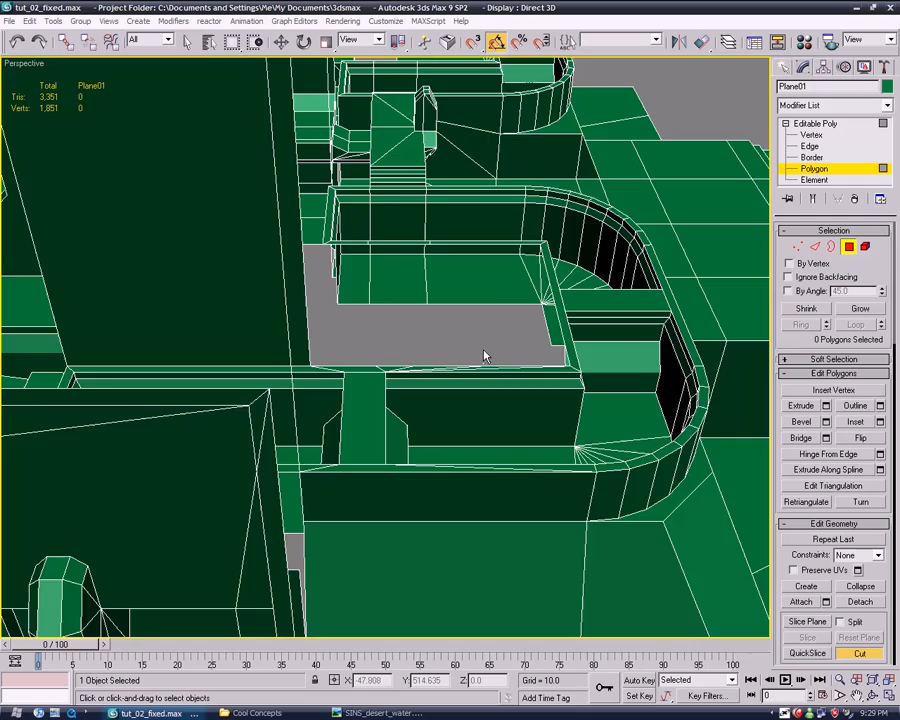 tut_02_fixed.max - Project Folder: C:\Documents and Settings\Me\My Documents\3dsmax - Autodesk 3ds Max 9 SP2 - Display : Direct 3D
File Edit Tools Group Views Create Modifiers reactor Animation Graph Editors Rendering Customize MAXScript Help
All View View
Perspective
Total Plane01
Tris: 3,351 0
Verts: 1,851 0
Plane01
Modifier List
Editable Poly
Vertex
Edge
Border
Polygon
Element
Selection
By Vertex
Ignore Backfacing
By Angle: 45.0
Shrink Grow
Ring Loop
0 Polygons Selected
Soft Selection
Edit Polygons
Insert Vertex
Extrude Outline
Bevel Inset
Bridge Flip
Hinge From Edge
Extrude Along Spline
Edit Triangulation
Retriangulate Turn
Edit Geometry
Repeat Last
Constraints: None
Preserve UVs
Create Collapse
Attach Detach
Slice Plane Split
Slice Reset Plane
QuickSlice Cut
0 / 100
0 5 10 15 20 25 30 35 40 45 50 55 60 65 70 75 80 85 90 95 100
1 Object Selected X: -47.808 Y: 514.635 Z: 0.0 Grid = 10.0 Auto Key Selected
Click or click-and-drag to select objects Add Time Tag Set Key Key Filters... 0
start tut_02_fixed.max ... Cool Concepts SINS_desert_water.... 9:29 PM